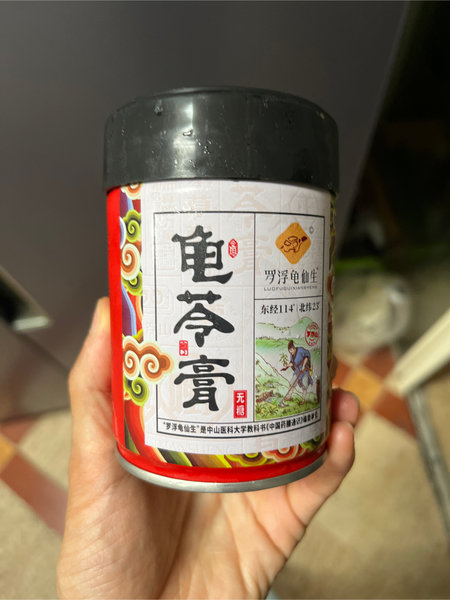 龟苓膏
无糖
罗浮龟仙生
LUOFUGUIXIANSHENG
东经114°|北纬23°
"罗浮龟仙生"是中山医科大学教科书《中国药膳通识》